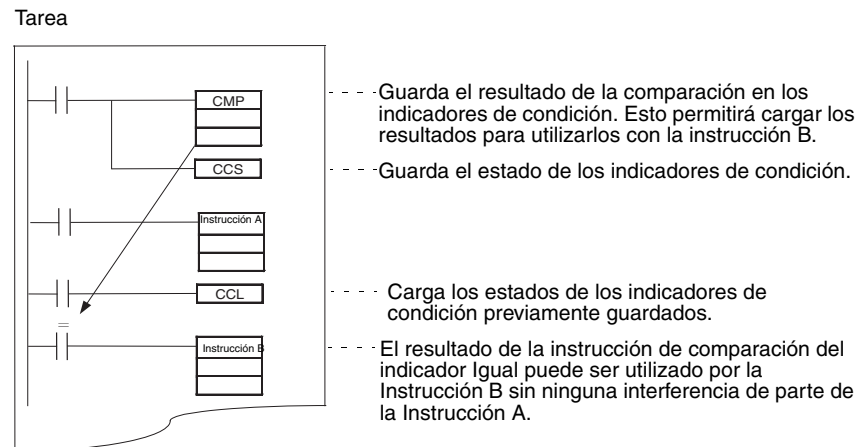 Tarea
CMP
Guarda el resultado de la comparación en los
indicadores de condición. Esto permitirá cargar los
resultados para utilizarlos con la instrucción B.
CCS
Guarda el estado de los indicadores de condición.
Instrucción A
CCL
Carga los estados de los indicadores de
condición previamente guardados.
=
Instrucción B
El resultado de la instrucción de comparación del
indicador Igual puede ser utilizado por la
Instrucción B sin ninguna interferencia de parte de
la Instrucción A.